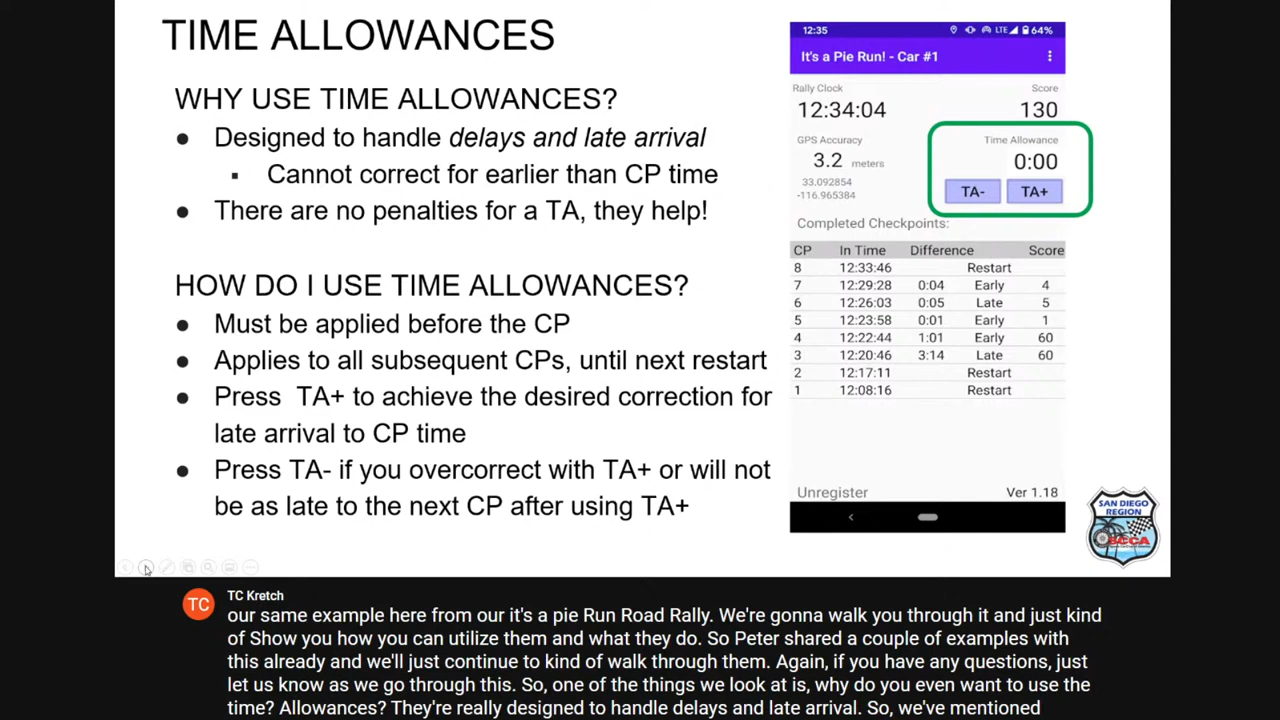 TIME ALLOWANCES
WHY USE TIME ALLOWANCES?
● Designed to handle delays and late arrival
▪ Cannot correct for earlier than CP time
● There are no penalties for a TA, they help!
HOW DO I USE TIME ALLOWANCES?
● Must be applied before the CP
● Applies to all subsequent CPs, until next restart
● Press TA+ to achieve the desired correction for
late arrival to CP time
● Press TA- if you overcorrect with TA+ or will not
be as late to the next CP after using TA+
12:35 LTE 64%
It's a Pie Run! - Car #1
Rally Clock Score
12:34:04 130
GPS Accuracy Time Allowance
3.2 meters 0:00
33.092854
-116.965384
TA- TA+
Completed Checkpoints:
CP In Time Difference Score
8 12:33:46 Restart
7 12:29:28 0:04 Early 4
6 12:26:03 0:05 Late 5
5 12:23:58 0:01 Early 1
4 12:22:44 1:01 Early 60
3 12:20:46 3:14 Late 60
2 12:17:11 Restart
1 12:08:16 Restart
Unregister Ver 1.18
SAN DIEGO
REGION
SCCA
TC
TC Kretch
our same example here from our it's a pie Run Road Rally. We're gonna walk you through it and just kind
of Show you how you can utilize them and what they do. So Peter shared a couple of examples with
this already and we'll just continue to kind of walk through them. Again, if you have any questions, just
let us know as we go through this. So, one of the things we look at is, why do you even want to use the
time? Allowances? They're really designed to handle delays and late arrival. So, we've mentioned